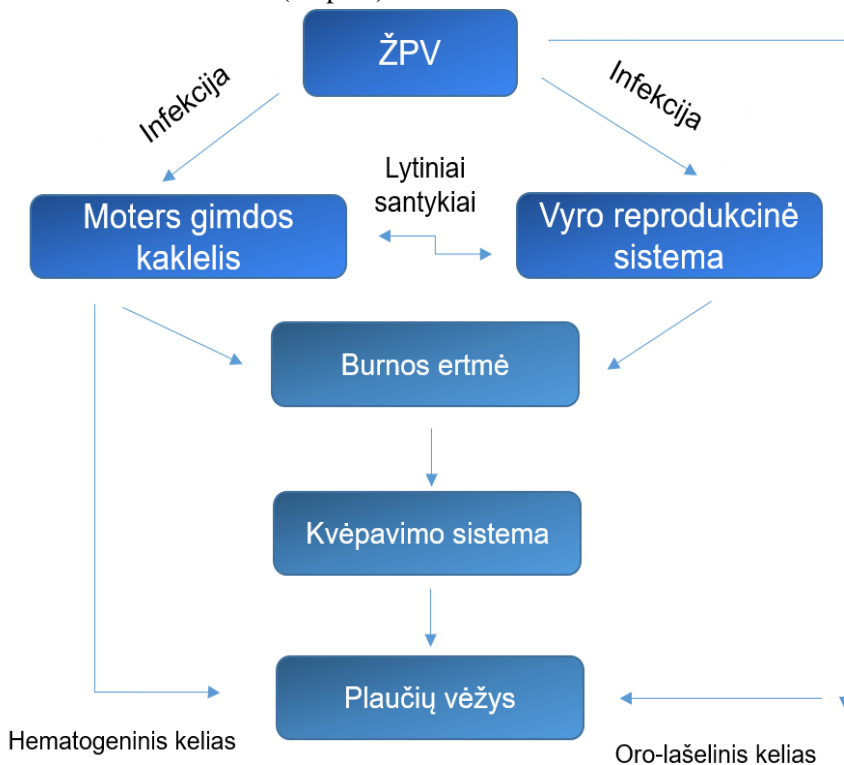 ŽPV
Infekcija
Infekcija
Lytiniai
santykiai
Moters gimdos
kaklelis
Vyro reprodukcinė
sistema
Burnos ertmė
Kvėpavimo sistema
Plaučių vėžys
Hematogeninis kelias
Oro-lašelinis kelias